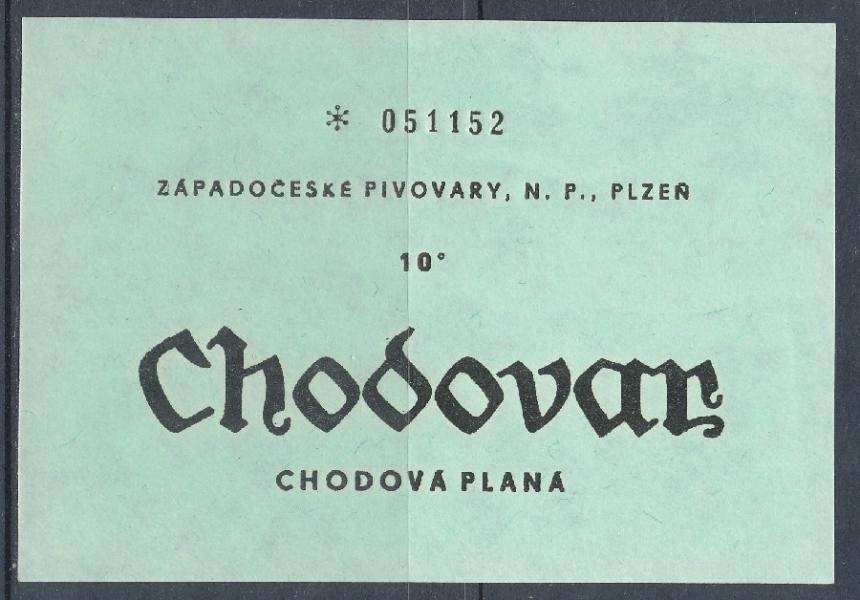 * 051152
ZÁPADOČESKÉ PIVOVARY, N. P., PLZEŇ
10°
Chodovar
CHODOVÁ PLANÁ